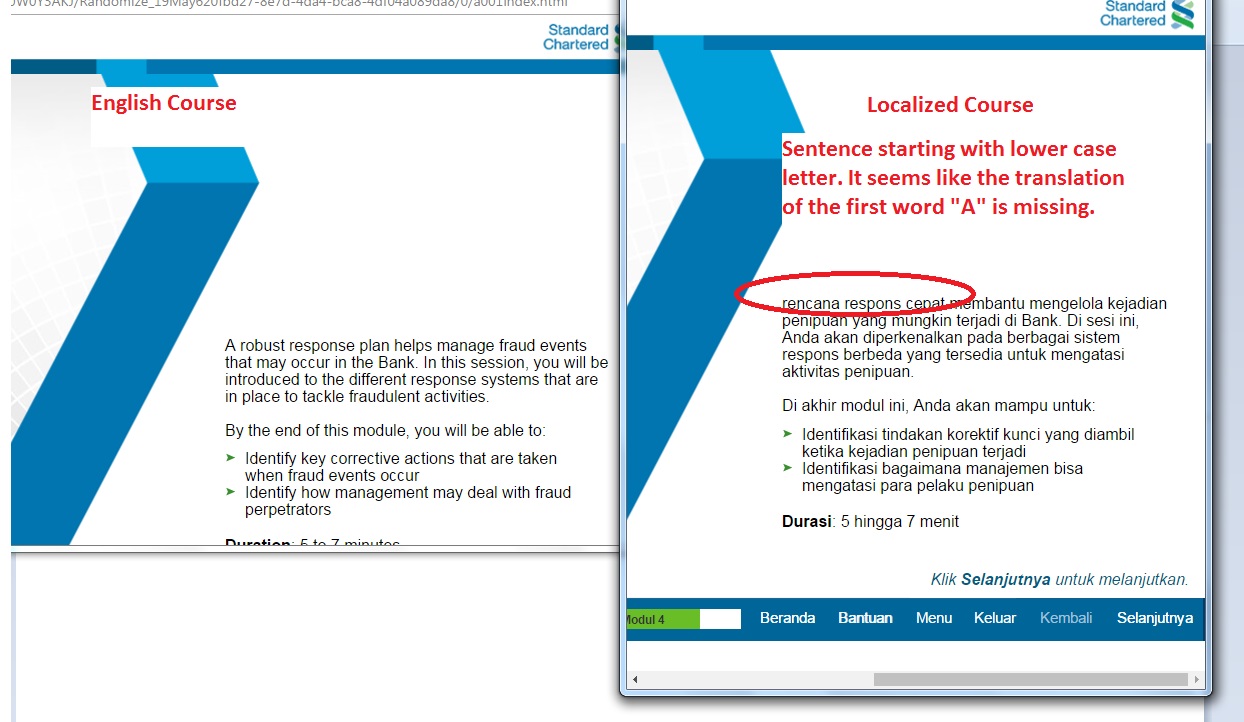 JW0Y3AKJ/Randomize_19May620fbd27-8e7d-4da4-bca8-4df04a089da8/0/a001index.html
Standard
Chartered
English Course
A robust response plan helps manage fraud events
that may occur in the Bank. In this session, you will be
introduced to the different response systems that are
in place to tackle fraudulent activities.
By the end of this module, you will be able to:
➤ Identify key corrective actions that are taken
when fraud events occur
➤ Identify how management may deal with fraud
perpetrators
Duration: 5 to 7 minutes
Standard
Chartered
Localized Course
Sentence starting with lower case
letter. It seems like the translation
of the first word "A" is missing.
rencana respons cepat membantu mengelola kejadian
penipuan yang mungkin terjadi di Bank. Di sesi ini,
Anda akan diperkenalkan pada berbagai sistem
respons berbeda yang tersedia untuk mengatasi
aktivitas penipuan.
Di akhir modul ini, Anda akan mampu untuk:
➤ Identifikasi tindakan korektif kunci yang diambil
ketika kejadian penipuan terjadi
➤ Identifikasi bagaimana manajemen bisa
mengatasi para pelaku penipuan
Durasi: 5 hingga 7 menit
Klik Selanjutnya untuk melanjutkan.
Modul 4 Beranda Bantuan Menu Keluar Kembali Selanjutnya